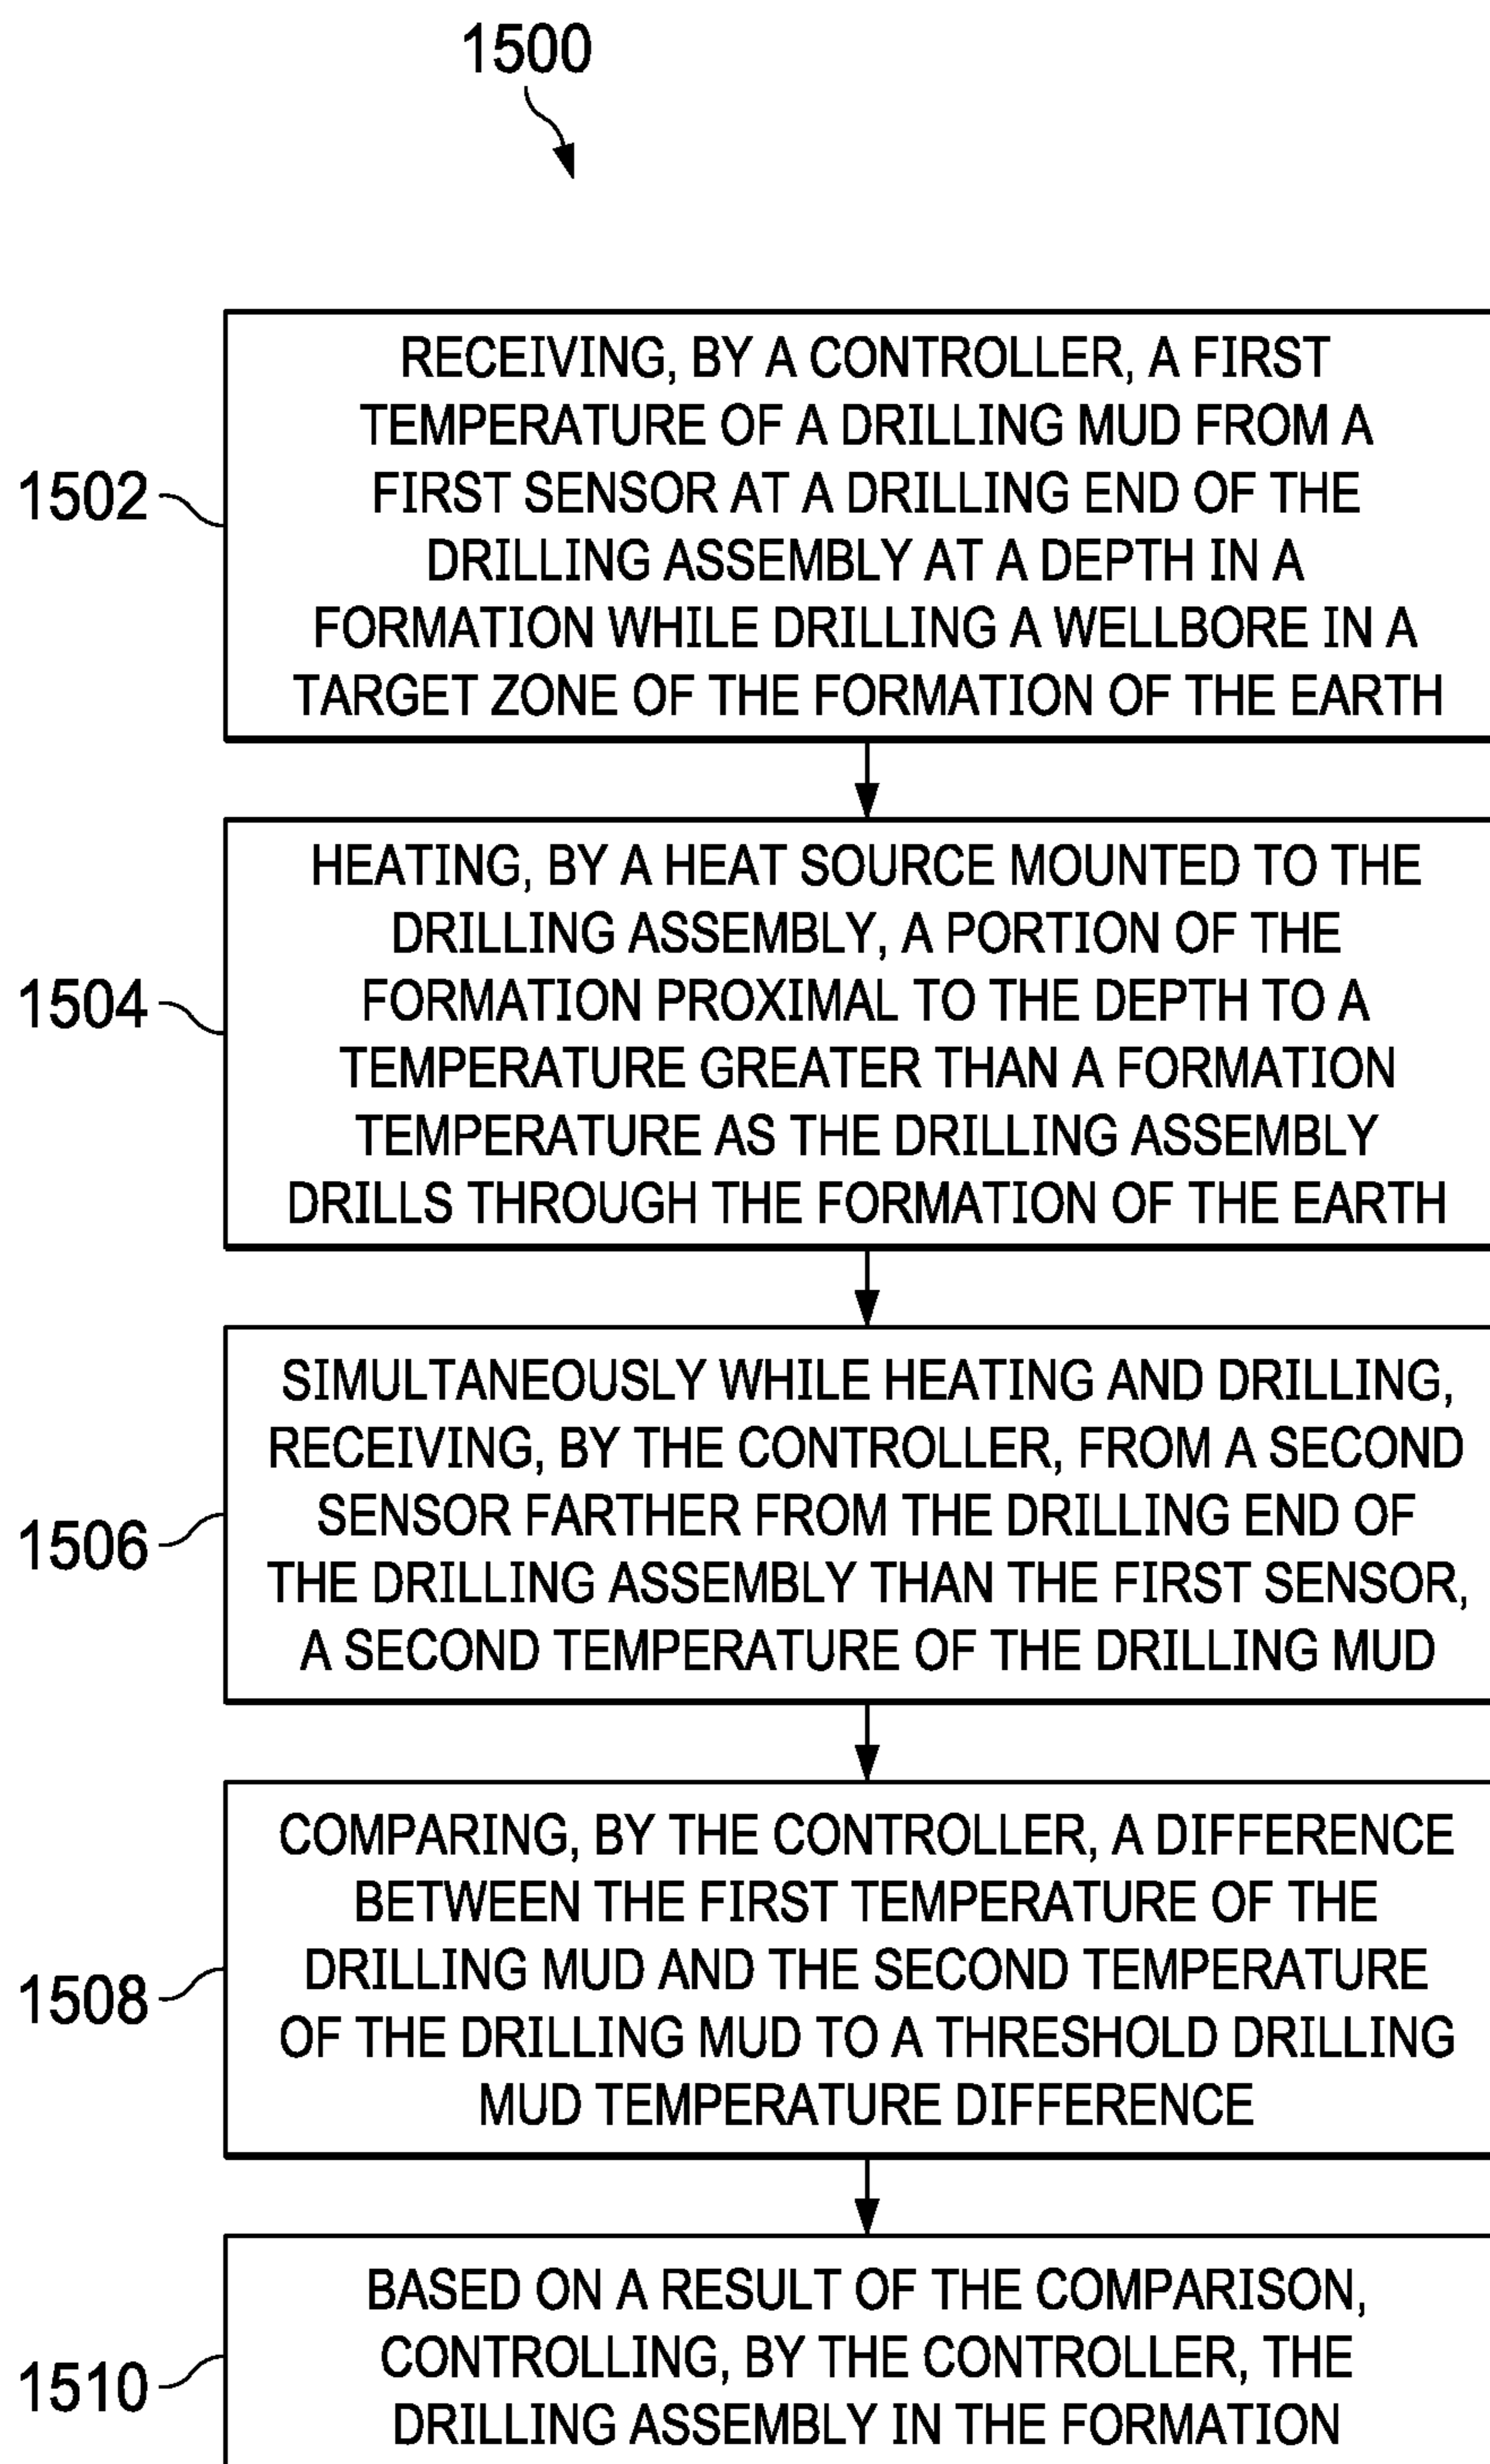 1500
RECEIVING, BY A CONTROLLER, A FIRST
TEMPERATURE OF A DRILLING MUD FROM A
FIRST SENSOR AT A DRILLING END OF THE
DRILLING ASSEMBLY AT A DEPTH IN A
FORMATION WHILE DRILLING A WELLBORE IN A
TARGET ZONE OF THE FORMATION OF THE EARTH
1502
HEATING, BY A HEAT SOURCE MOUNTED TO THE
DRILLING ASSEMBLY, A PORTION OF THE
FORMATION PROXIMAL TO THE DEPTH TO A
TEMPERATURE GREATER THAN A FORMATION
TEMPERATURE AS THE DRILLING ASSEMBLY
DRILLS THROUGH THE FORMATION OF THE EARTH
1504
SIMULTANEOUSLY WHILE HEATING AND DRILLING,
RECEIVING, BY THE CONTROLLER, FROM A SECOND
SENSOR FARTHER FROM THE DRILLING END OF
THE DRILLING ASSEMBLY THAN THE FIRST SENSOR,
A SECOND TEMPERATURE OF THE DRILLING MUD
1506
COMPARING, BY THE CONTROLLER, A DIFFERENCE
BETWEEN THE FIRST TEMPERATURE OF THE
DRILLING MUD AND THE SECOND TEMPERATURE
OF THE DRILLING MUD TO A THRESHOLD DRILLING
MUD TEMPERATURE DIFFERENCE
1508
BASED ON A RESULT OF THE COMPARISON,
CONTROLLING, BY THE CONTROLLER, THE
DRILLING ASSEMBLY IN THE FORMATION
1510